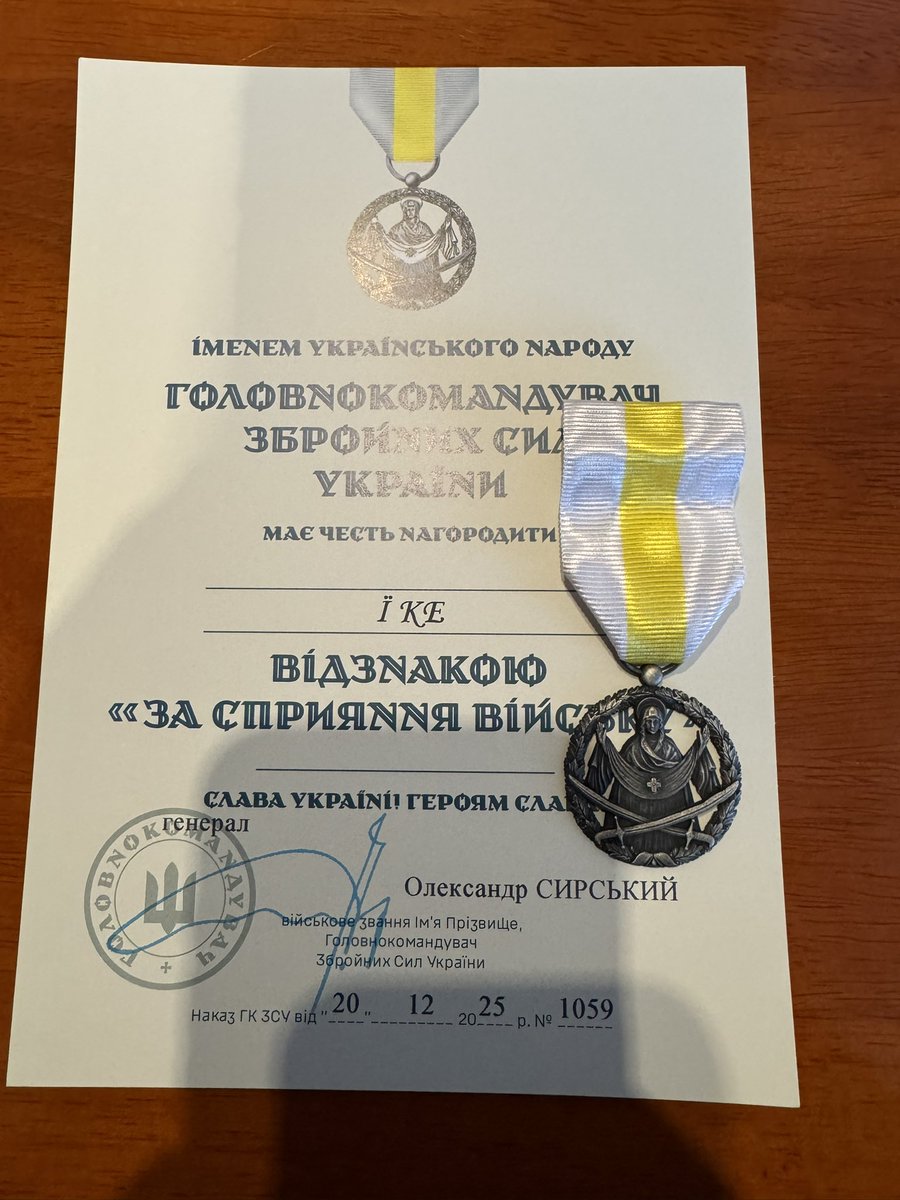 ІМЕНЕМ УКРАЇНСЬКОГО НАРОДУ
ГОЛОВНОКОМАНДУВАЧ
ЗБРОЙНИХ СИЛ
УКРАЇНИ
МАЄ ЧЕСТЬ НАГОРОДИТИ
Ї КЕ
ВІДЗНАКОЮ
«ЗА СПРИЯННЯ ВІЙСЬКУ»
СЛАВА УКРАЇНІ! ГЕРОЯМ СЛА
генерал
ГОЛОВНОКОМАНДУВАЧ
Олександр СИРСЬКИЙ
військове звання Ім'я Прізвище,
Головнокомандувач
Збройних Сил України
Наказ ГК ЗСУ від "20" 12 2025 р. № 1059